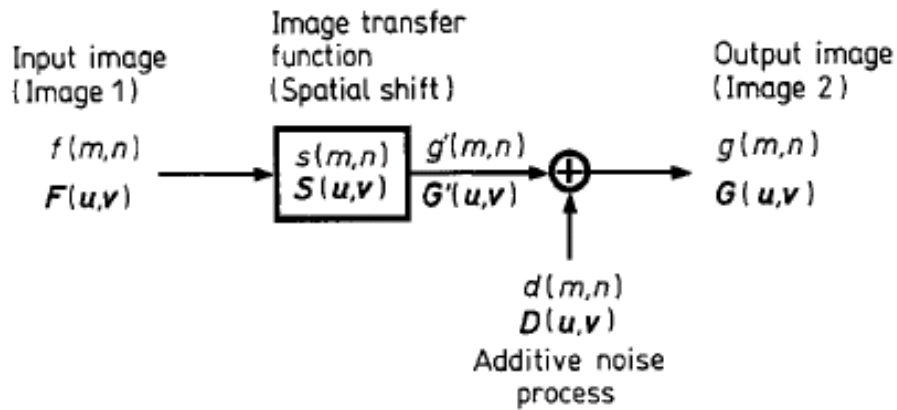 Input image
(Image 1)
f(m,n)
F(u,v)
Image transfer
function
(Spatial shift)
s(m,n)
S(u,v)
g'(m,n)
G'(u,v)
d(m,n)
D(u,v)
Additive noise
process
Output image
(Image 2)
g(m,n)
G(u,v)